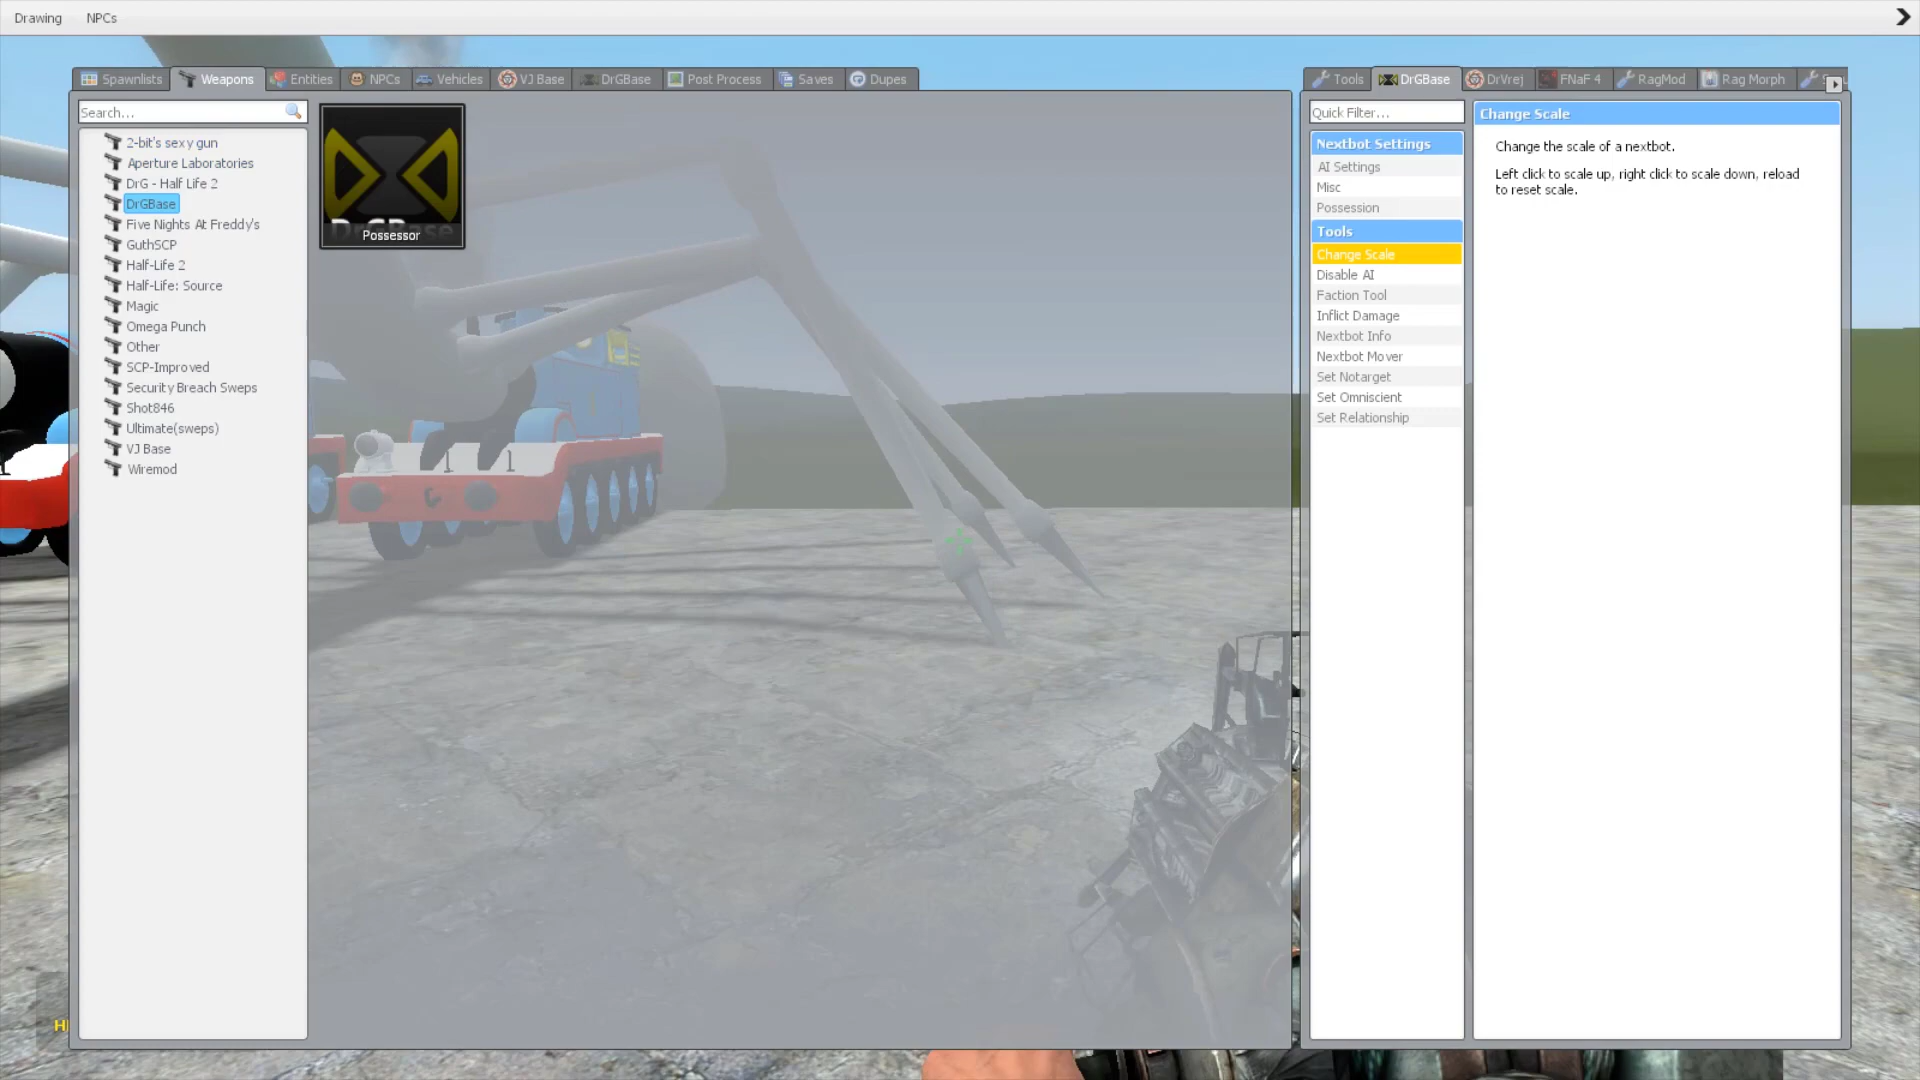 Drawing NPCs
Spawnlists Weapons Entities NPCs Vehicles VJ Base DrGBase Post Process Saves Dupes
Search...
2-bit's sexy gun
Aperture Laboratories
DrG - Half Life 2
DrGBase
Five Nights At Freddy's
GuthSCP
Half-Life 2
Half-Life: Source
Magic
Omega Punch
Other
SCP-Improved
Security Breach Sweps
Shot846
Ultimate(sweps)
VJ Base
Wiremod
DrGBase
Possessor
Tools DrGBase DrVrej FNaF 4 RagMod Rag Morph
Quick Filter...
Nextbot Settings
AI Settings
Misc
Possession
Tools
Change Scale
Disable AI
Faction Tool
Inflict Damage
Nextbot Info
Nextbot Mover
Set Notarget
Set Omniscient
Set Relationship
Change Scale
Change the scale of a nextbot.
Left click to scale up, right click to scale down, reload
to reset scale.